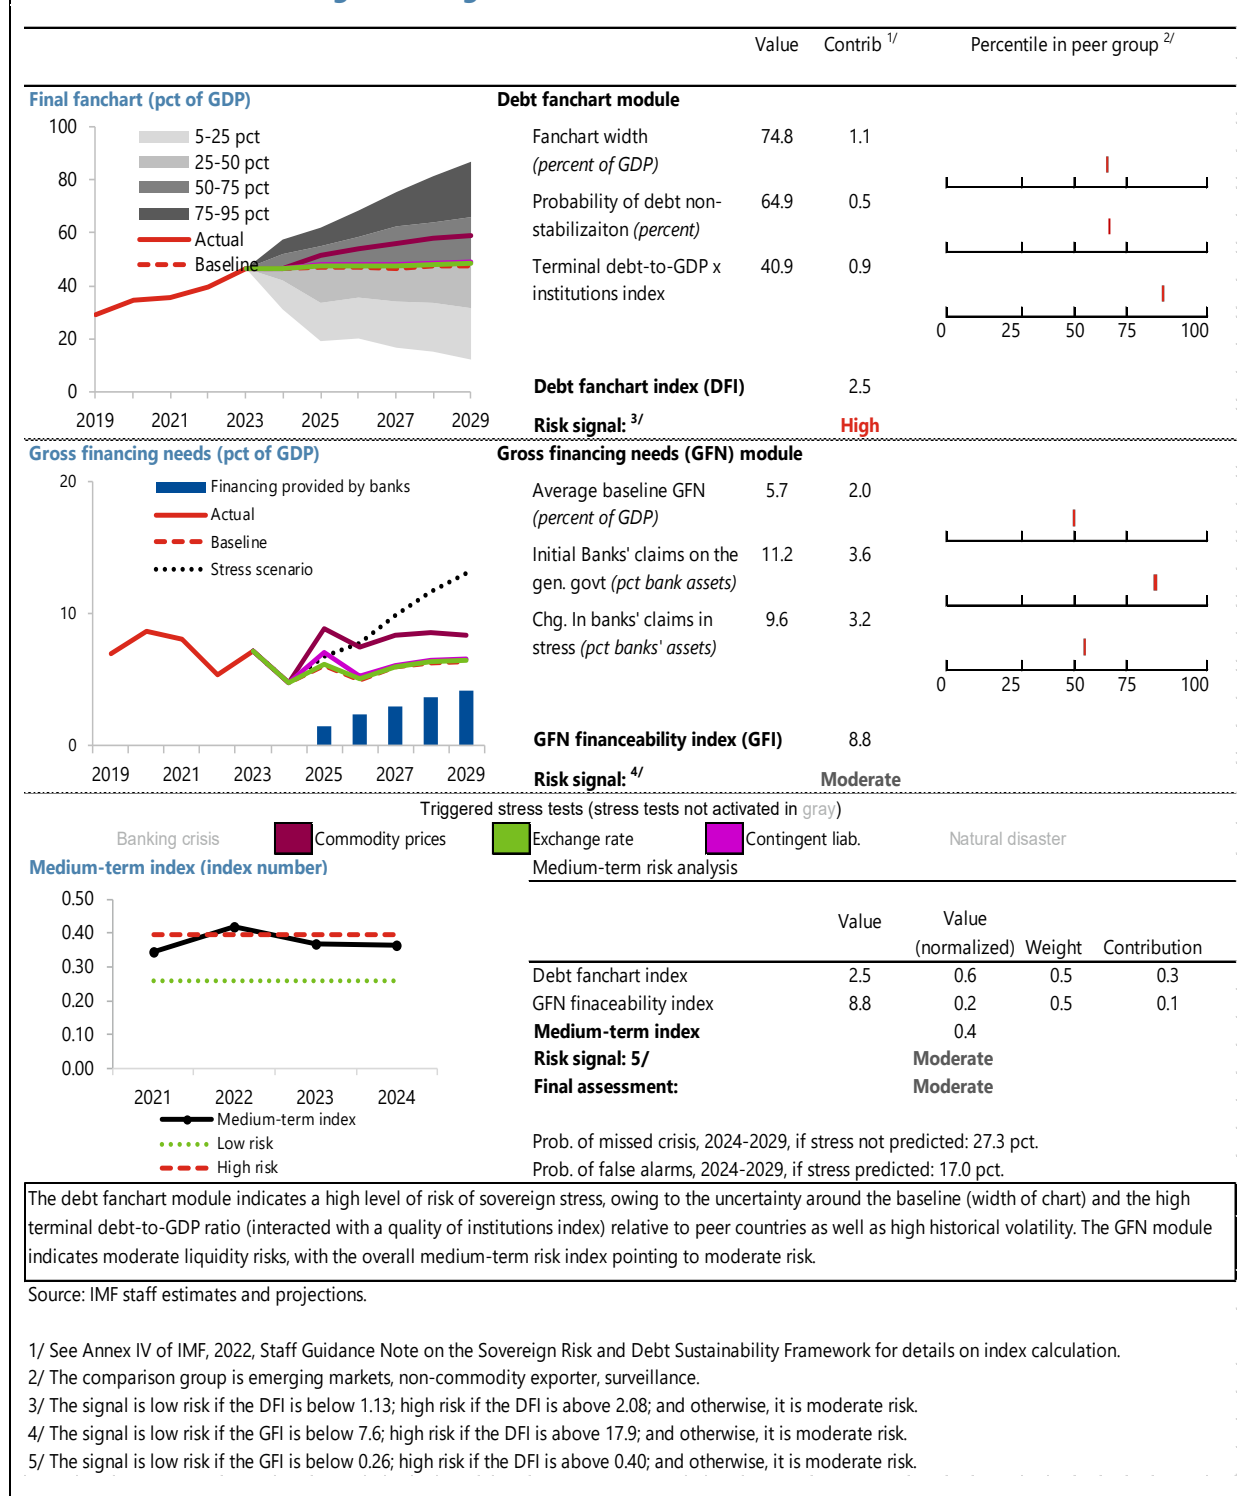 Value Contrib 1/ Percentile in peer group 2/
Final fanchart (pct of GDP)
100
80
60
40
20
0
5-25 pct
25-50 pct
50-75 pct
75-95 pct
Actual
Baseline
2019 2021 2023 2025 2027 2029
Debt fanchart module
Fanchart width 74.8 1.1
(percent of GDP)
Probability of debt non- 64.9 0.5
stabilizaiton (percent)
Terminal debt-to-GDP x 40.9 0.9
institutions index
0 25 50 75 100
Debt fanchart index (DFI) 2.5
Risk signal: 3/ High
Gross financing needs (pct of GDP)
20
10
0
Financing provided by banks
Actual
Baseline
Stress scenario
2019 2021 2023 2025 2027 2029
Gross financing needs (GFN) module
Average baseline GFN 5.7 2.0
(percent of GDP)
Initial Banks' claims on the 11.2 3.6
gen. govt (pct bank assets)
Chg. In banks' claims in 9.6 3.2
stress (pct banks' assets)
0 25 50 75 100
GFN financeability index (GFI) 8.8
Risk signal: 4/ Moderate
Triggered stress tests (stress tests not activated in gray)
Banking crisis Commodity prices Exchange rate Contingent liab. Natural disaster
Medium-term index (index number)
0.50
0.40
0.30
0.20
0.10
0.00
2021 2022 2023 2024
Medium-term index
Low risk
High risk
Medium-term risk analysis
Value Value
(normalized) Weight Contribution
Debt fanchart index 2.5 0.6 0.5 0.3
GFN finaceability index 8.8 0.2 0.5 0.1
Medium-term index 0.4
Risk signal: 5/ Moderate
Final assessment: Moderate
Prob. of missed crisis, 2024-2029, if stress not predicted: 27.3 pct.
Prob. of false alarms, 2024-2029, if stress predicted: 17.0 pct.
The debt fanchart module indicates a high level of risk of sovereign stress, owing to the uncertainty around the baseline (width of chart) and the high
terminal debt-to-GDP ratio (interacted with a quality of institutions index) relative to peer countries as well as high historical volatility. The GFN module
indicates moderate liquidity risks, with the overall medium-term risk index pointing to moderate risk.
Source: IMF staff estimates and projections.
1/ See Annex IV of IMF, 2022, Staff Guidance Note on the Sovereign Risk and Debt Sustainability Framework for details on index calculation.
2/ The comparison group is emerging markets, non-commodity exporter, surveillance.
3/ The signal is low risk if the DFI is below 1.13; high risk if the DFI is above 2.08; and otherwise, it is moderate risk.
4/ The signal is low risk if the GFI is below 7.6; high risk if the DFI is above 17.9; and otherwise, it is moderate risk.
5/ The signal is low risk if the GFI is below 0.26; high risk if the DFI is above 0.40; and otherwise, it is moderate risk.